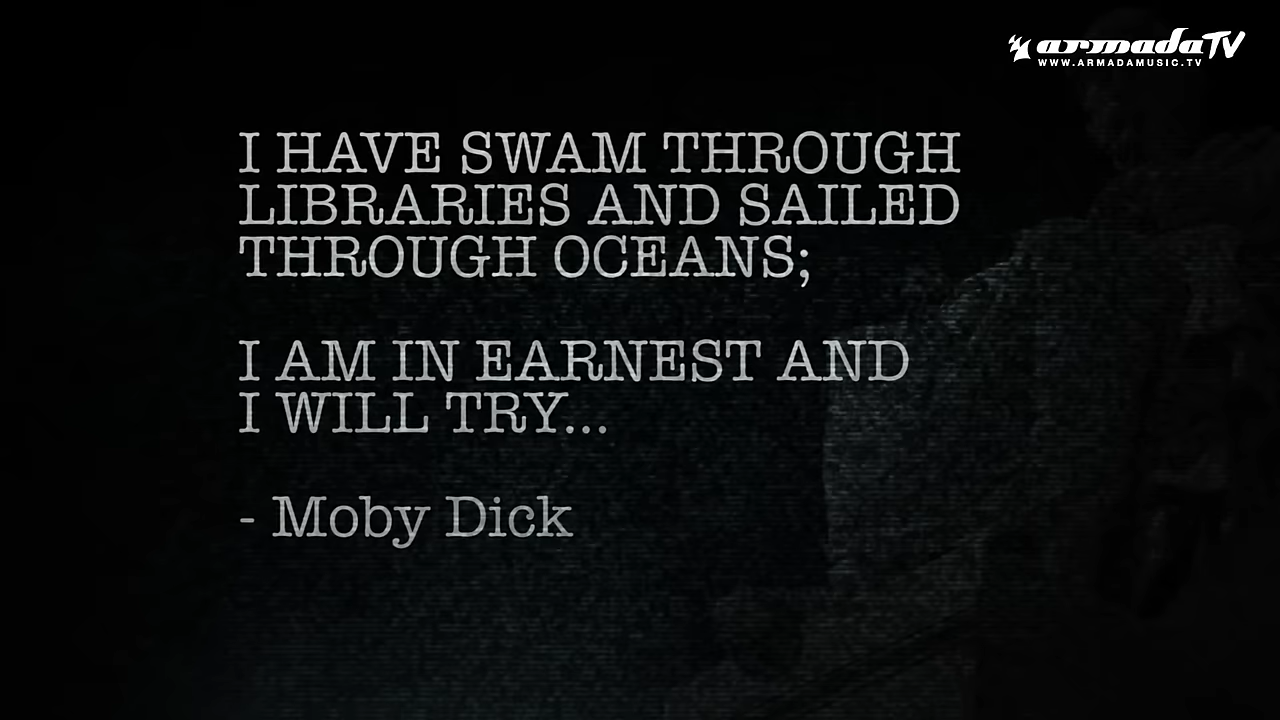 armadaTV
WWW.ARMADAMUSIC.TV
I HAVE SWAM THROUGH
LIBRARIES AND SAILED
THROUGH OCEANS;
I AM IN EARNEST AND
I WILL TRY...
- Moby Dick